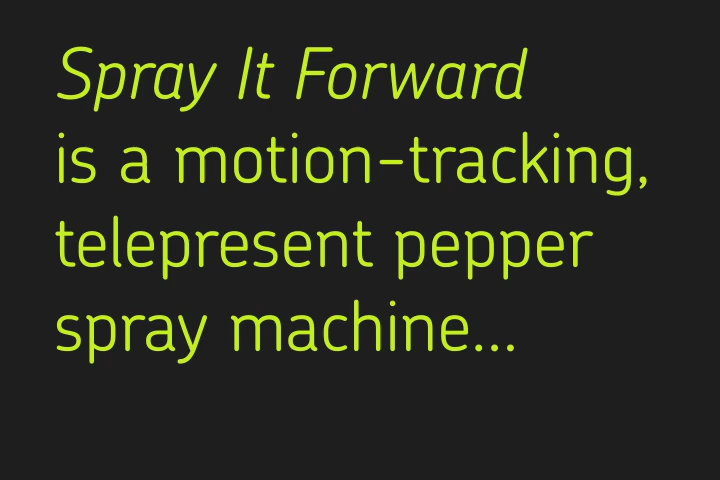 Spray It Forward
is a motion-tracking,
telepresent pepper
spray machine...